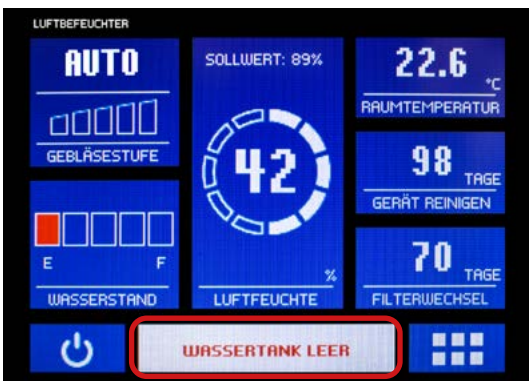 LUFTBEFEUCHTER
AUTO
GEBLÄSESTUFE
E F
WASSERSTAND
SOLLWERT: 89%
42
%
LUFTFEUCHTE
22.6 °C
RAUMTEMPERATUR
98 TAGE
GERÄT REINIGEN
70 TAGE
FILTERWECHSEL
WASSERTANK LEER